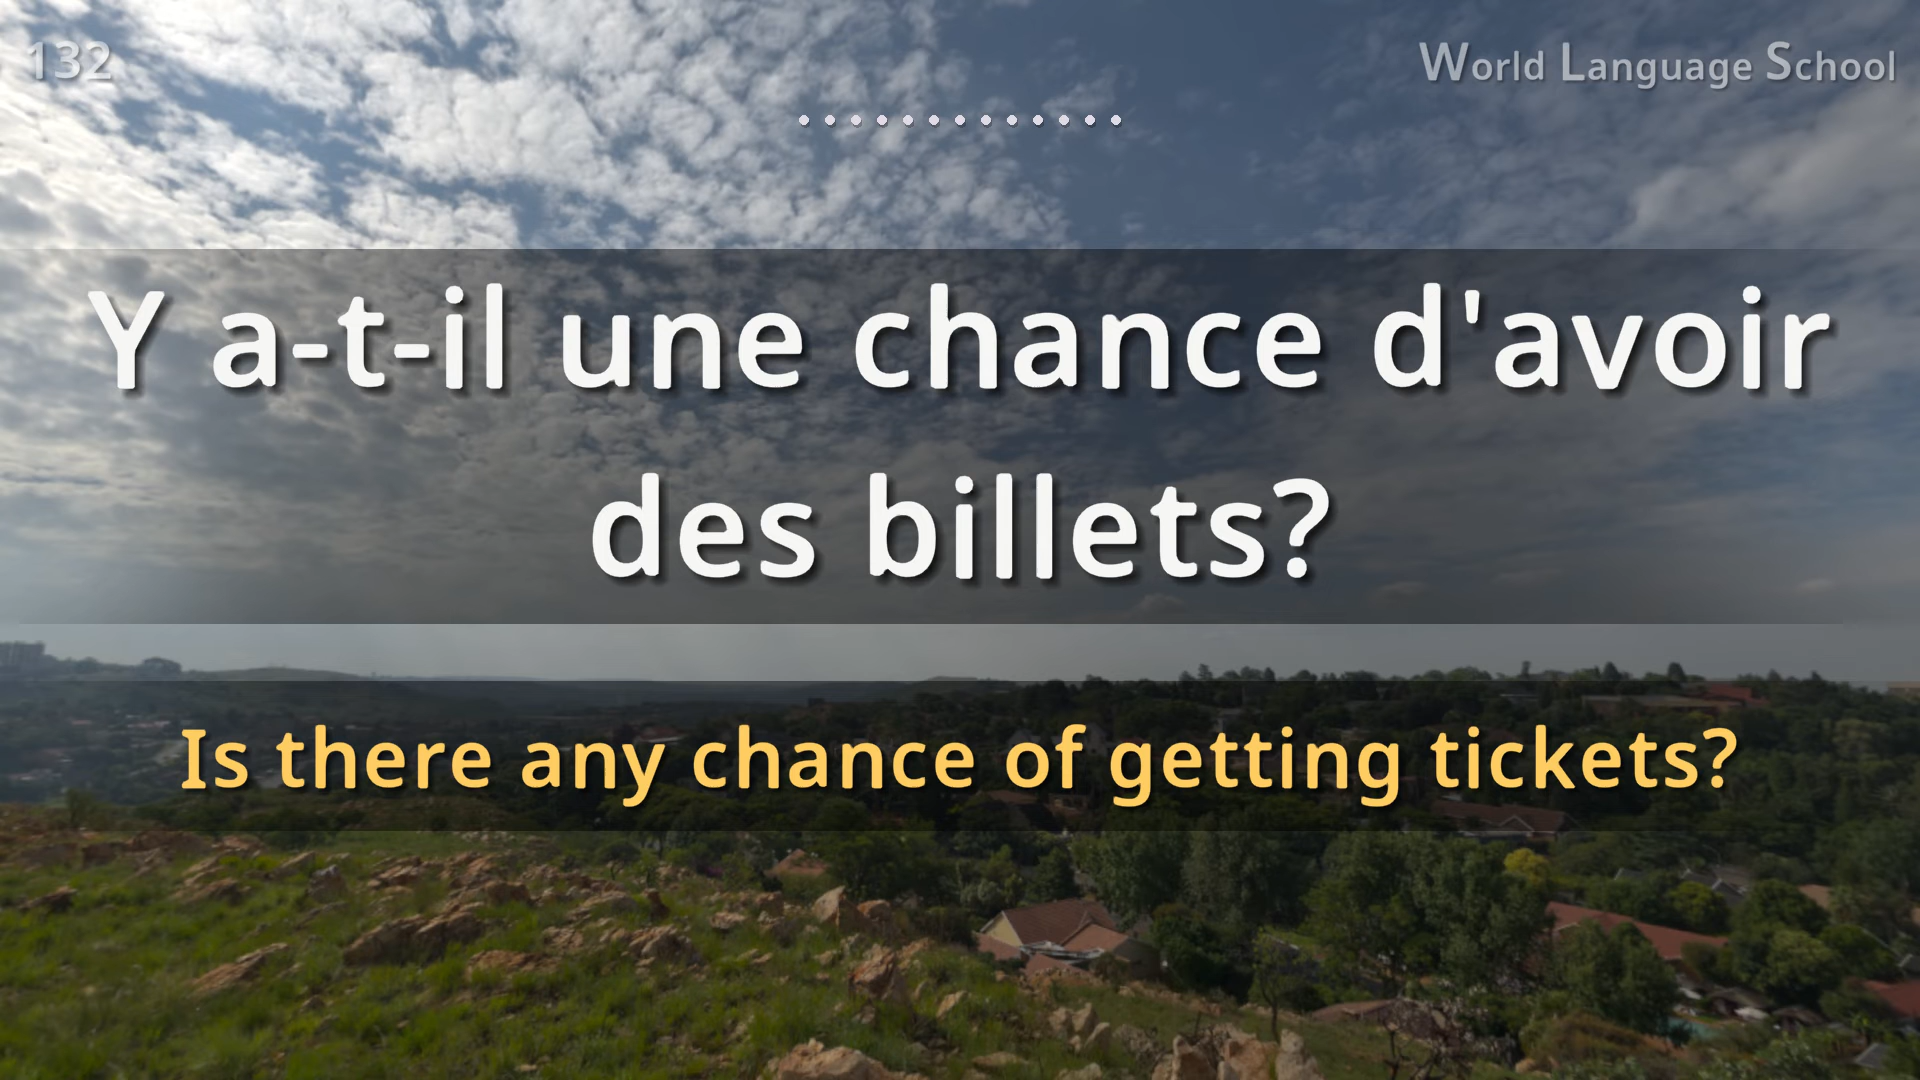 132
World Language School
Y a-t-il une chance d'avoir
des billets?
Is there any chance of getting tickets?